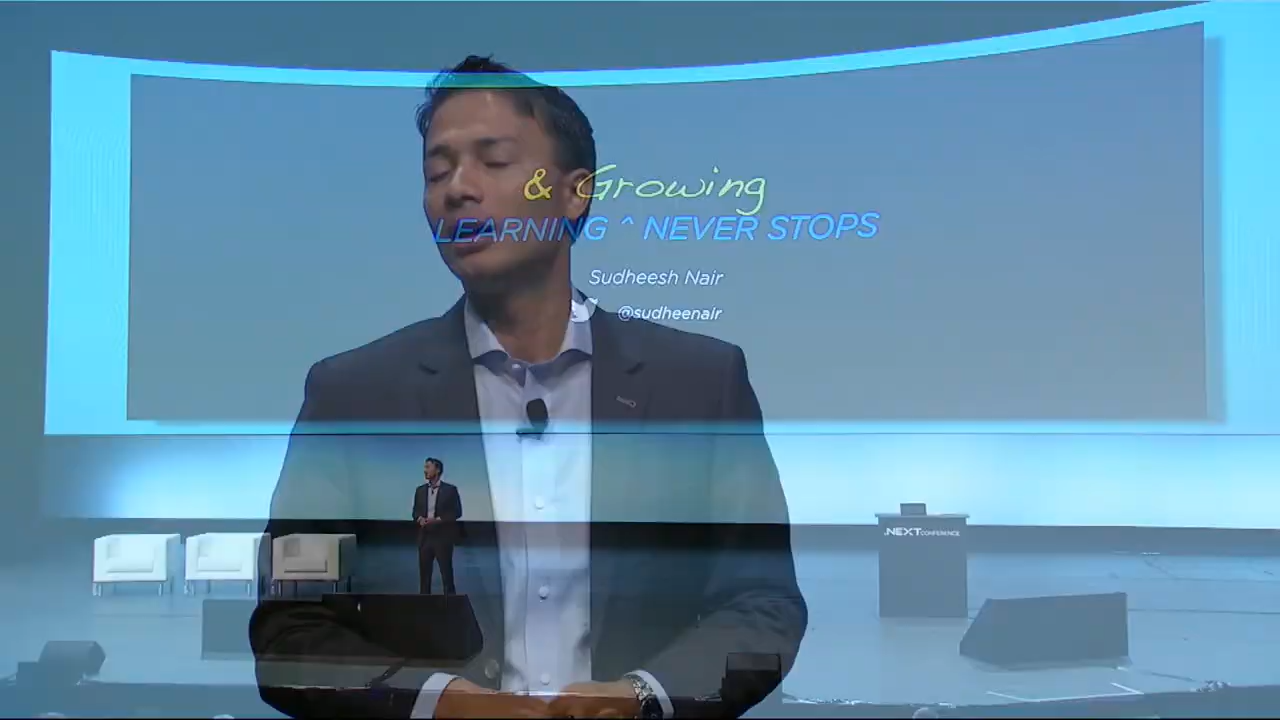 & Growing
LEARNING ^ NEVER STOPS
Sudheesh Nair
@sudheenair
.NEXT CONFERENCE